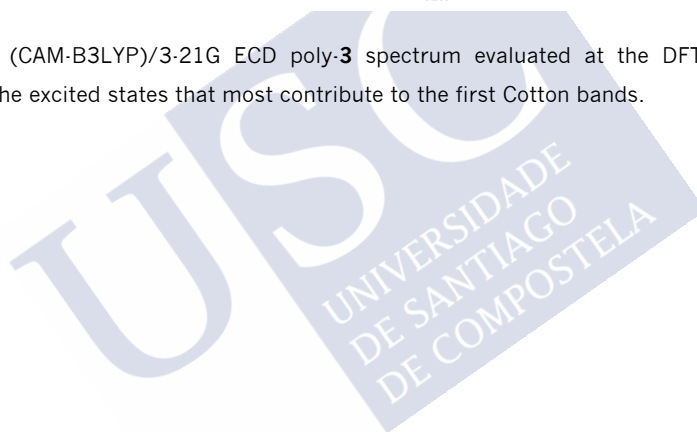 (CAM-B3LYP)/3-21G ECD poly-3 spectrum evaluated at the DFT
he excited states that most contribute to the first Cotton bands.
USC
UNIVERSIDADE
DE SANTIAGO
DE COMPOSTELA